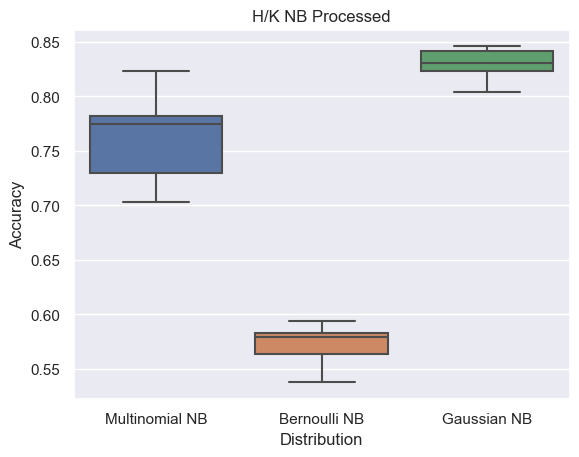 H/K NB Processed
Accuracy
0.85
0.80
0.75
0.70
0.65
0.60
0.55
Multinomial NB
Bernoulli NB
Gaussian NB
Distribution